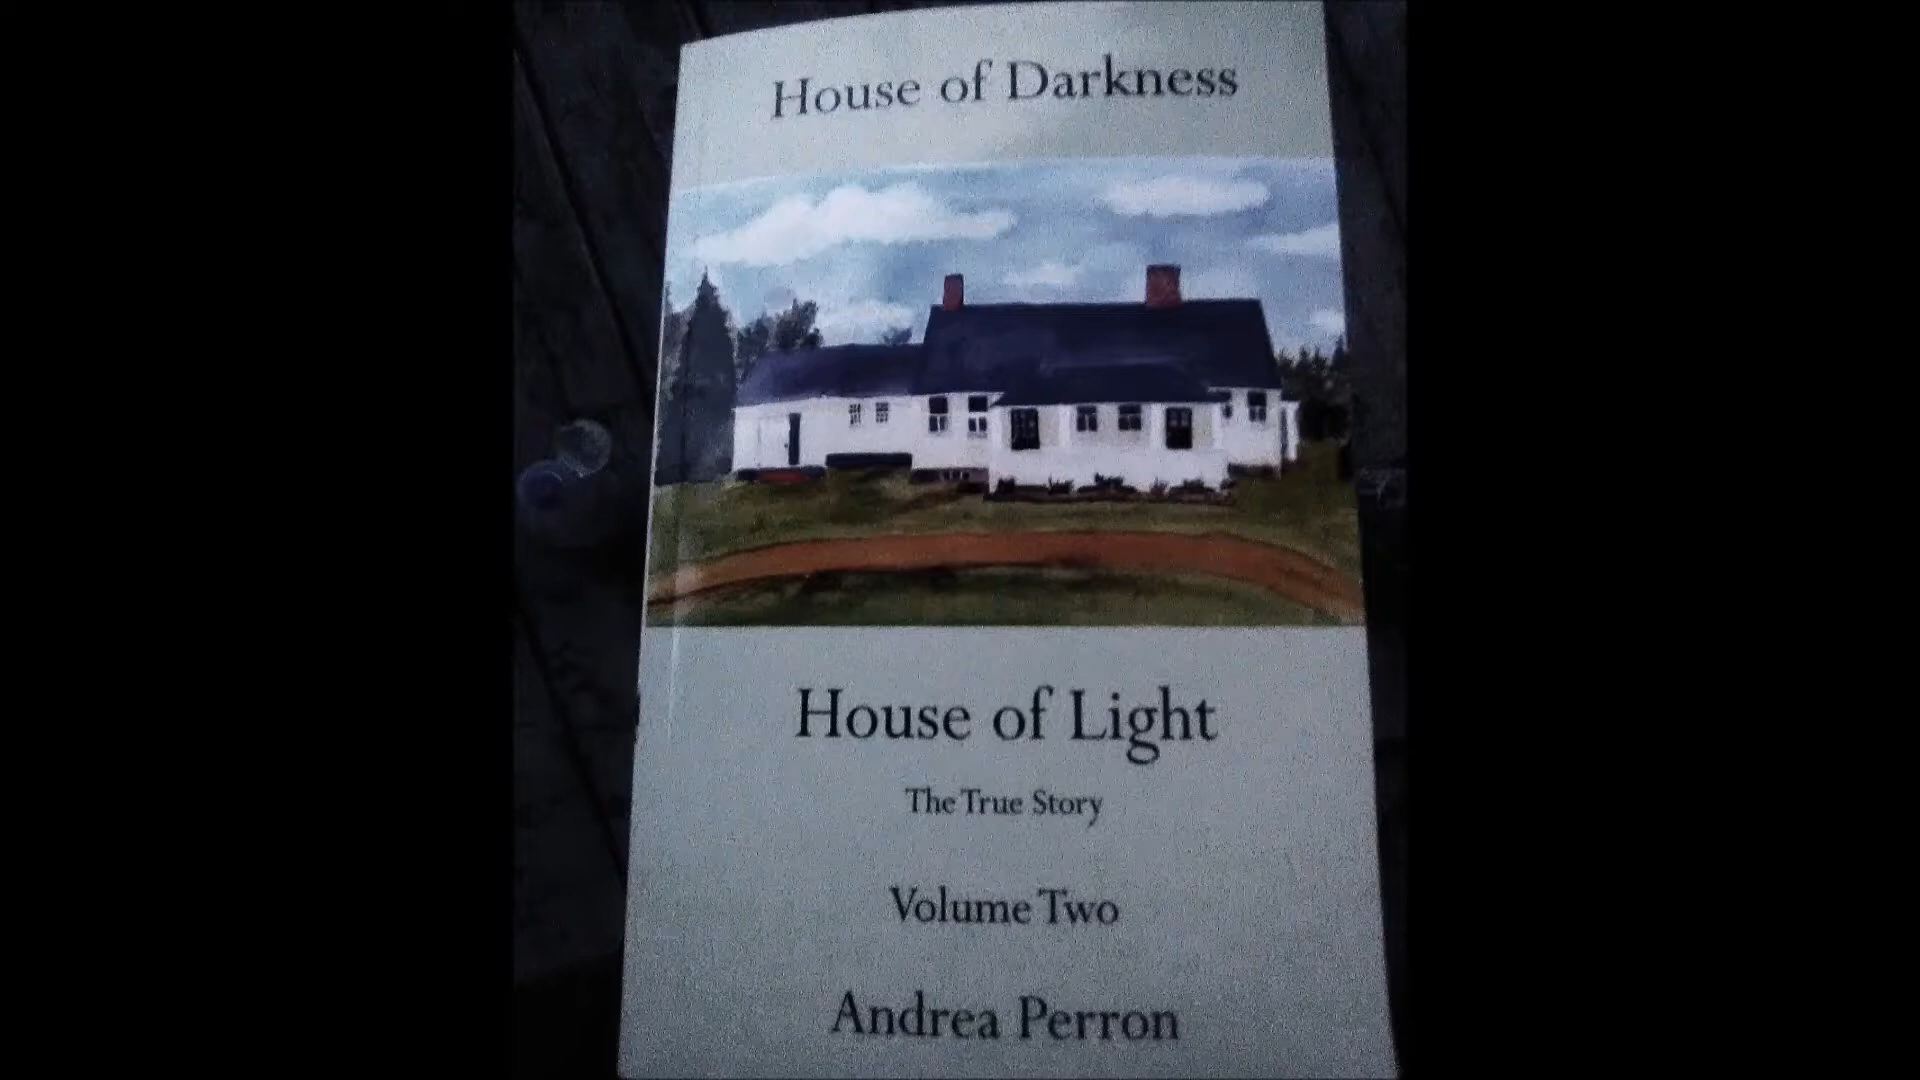 House of Darkness
House of Light
The True Story
Volume Two
Andrea Perron